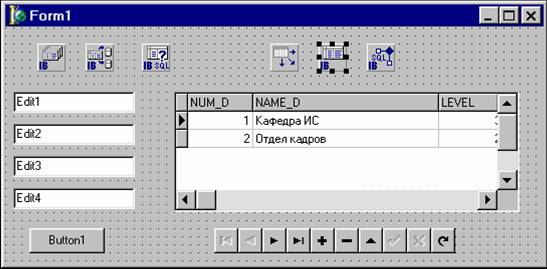 Form1
IB IB IB SQL IB SQL IB
NUM_D NAME_D LEVEL
Edit1
1 Кафедра ИС
Edit2
2 Отдел кадров
Edit3
Edit4
Button1